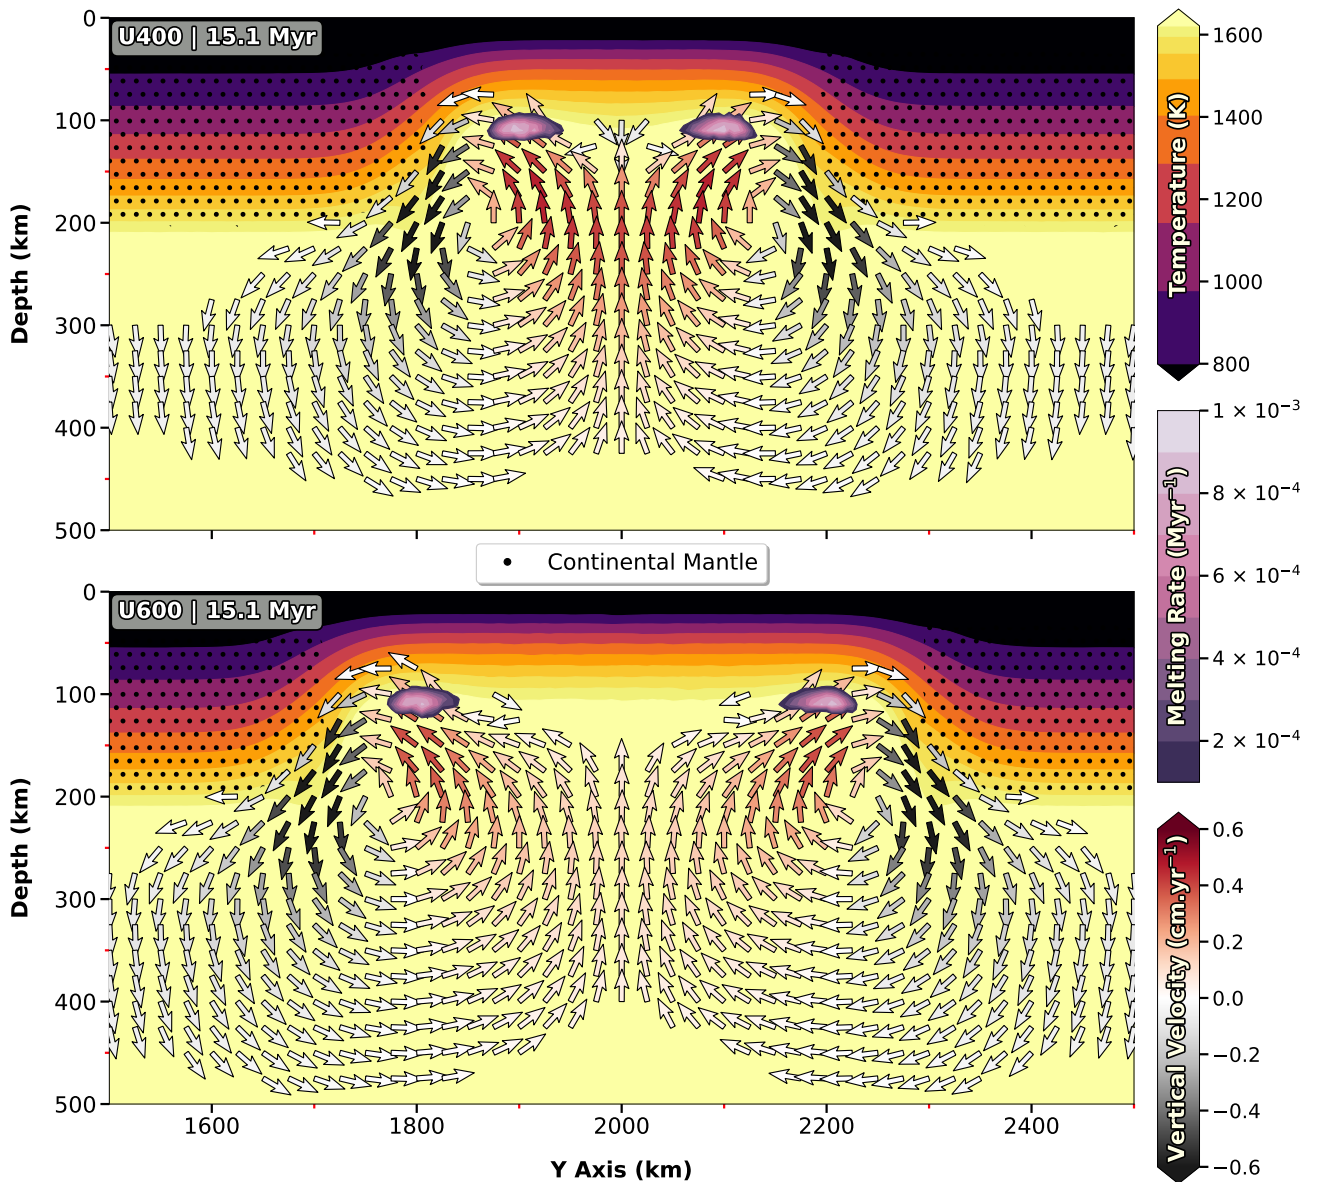 U400 | 15.1 Myr
0
100
200
300
400
500
Depth (km)
Continental Mantle
U600 | 15.1 Myr
0
100
200
300
400
500
Depth (km)
1600
1800
2000
2200
2400
Y Axis (km)
1600
1400
1200
1000
800
Temperature (K)
1 × 10⁻³
8 × 10⁻⁴
6 × 10⁻⁴
4 × 10⁻⁴
2 × 10⁻⁴
Melting Rate (Myr⁻¹)
0.6
0.4
0.2
0.0
−0.2
−0.4
−0.6
Vertical Velocity (cm.yr⁻¹)